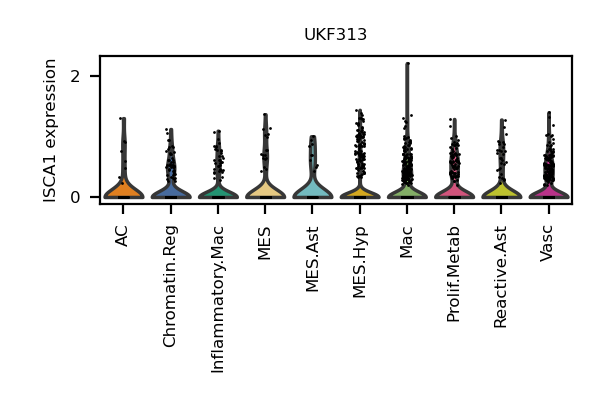 UKF313
ISCA1 expression
2
0
AC
Chromatin.Reg
Inflammatory.Mac
MES
MES.Ast
MES.Hyp
Mac
Prolif.Metab
Reactive.Ast
Vasc